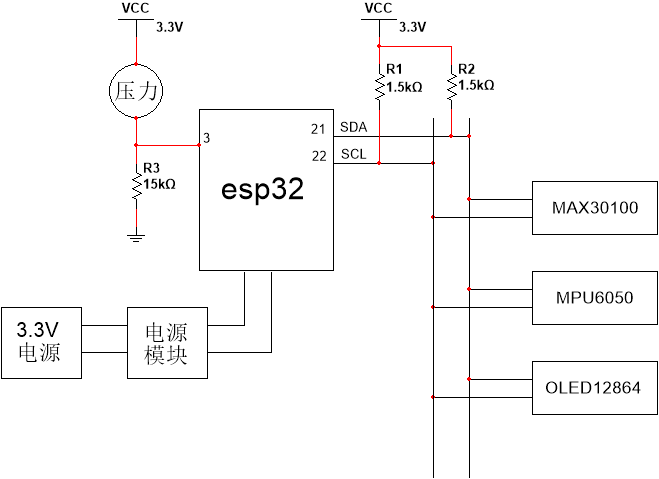 VCC
3.3V
VCC
3.3V
压力
R1
1.5kΩ
R2
1.5kΩ
3
21
SDA
22
SCL
R3
15kΩ
esp32
MAX30100
MPU6050
OLED12864
3.3V
电源
电源
模块